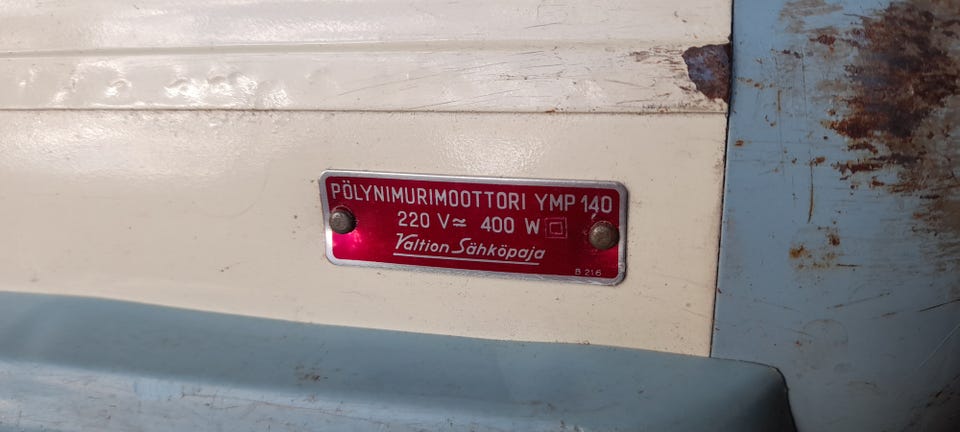 PÖLYNIMURIMOOTTORI YMP 140
220 V≂ 400 W
Valtion Sähköpaja
B 216